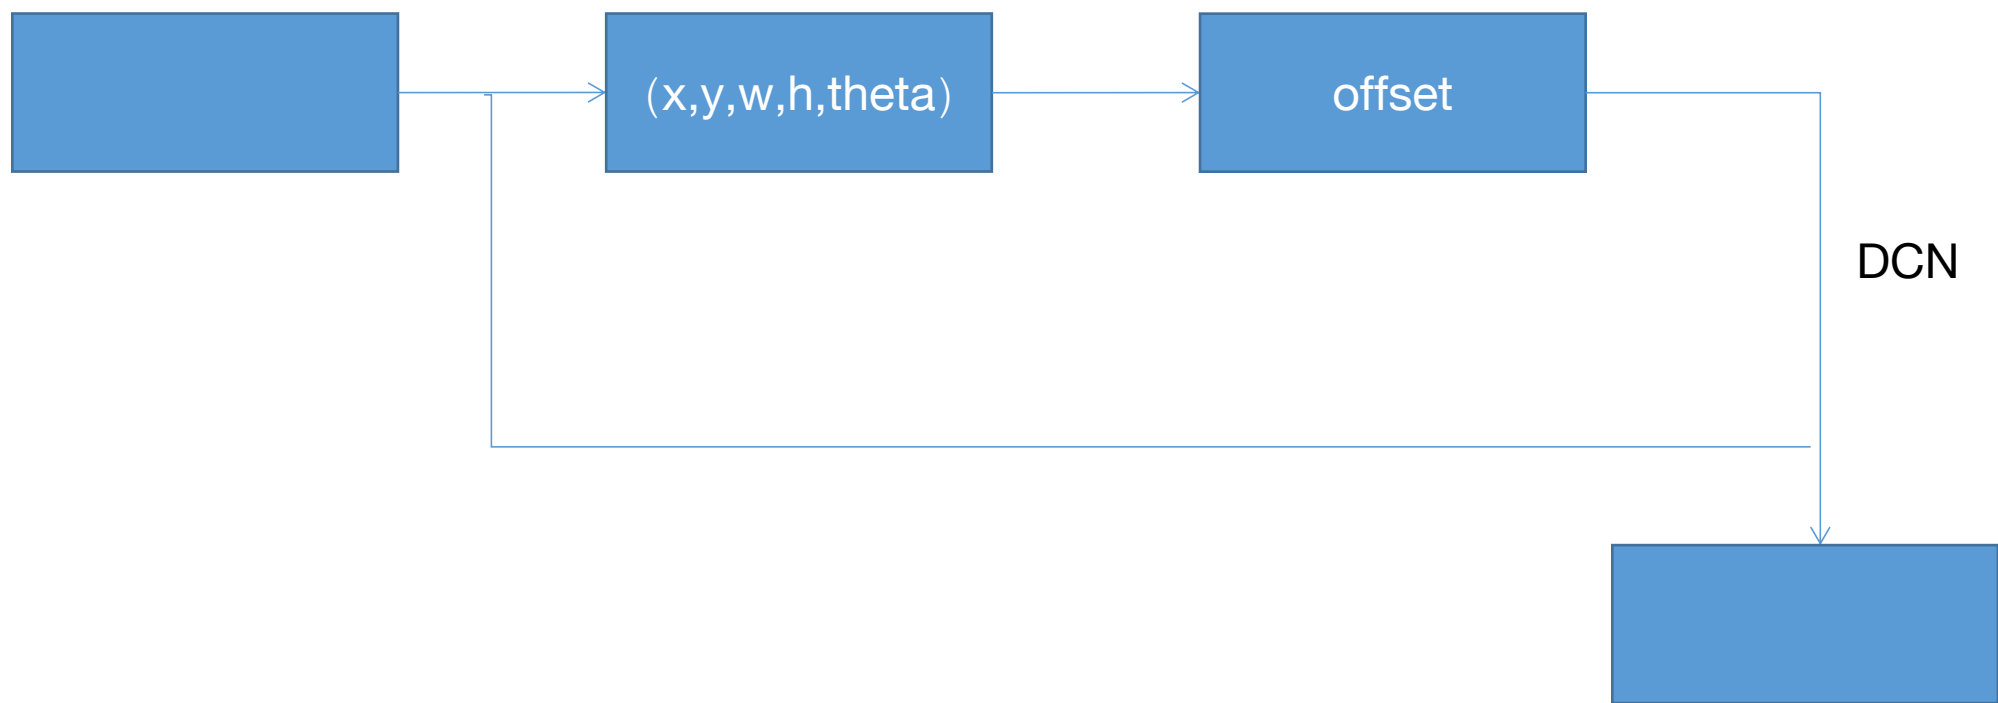 （x,y,w,h,theta）
offset
DCN